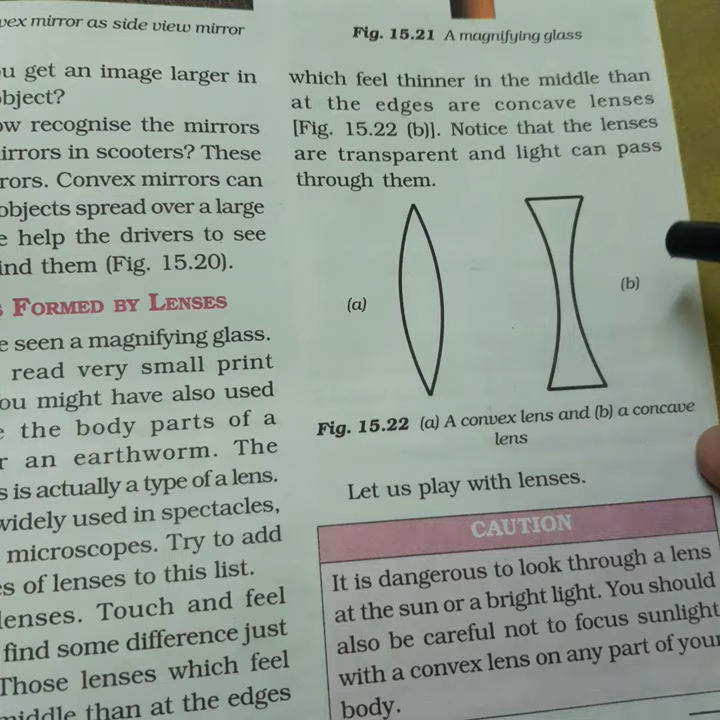 vex mirror as side view mirror
u get an image larger in
bject?
ow recognise the mirrors
irrors in scooters? These
rors. Convex mirrors can
objects spread over a large
e help the drivers to see
ind them (Fig. 15.20).
S FORMED BY LENSES
e seen a magnifying glass.
read very small print
ou might have also used
e the body parts of a
r an earthworm. The
s is actually a type of a lens.
widely used in spectacles,
microscopes. Try to add
es of lenses to this list.
lenses. Touch and feel
find some difference just
Those lenses which feel
middle than at the edges
Fig. 15.21 A magnifying glass
which feel thinner in the middle than
at the edges are concave lenses
[Fig. 15.22 (b)]. Notice that the lenses
are transparent and light can pass
through them.
(a)
(b)
Fig. 15.22 (a) A convex lens and (b) a concave
lens
Let us play with lenses.
CAUTION
It is dangerous to look through a lens
at the sun or a bright light. You should
also be careful not to focus sunlight
with a convex lens on any part of your
body.